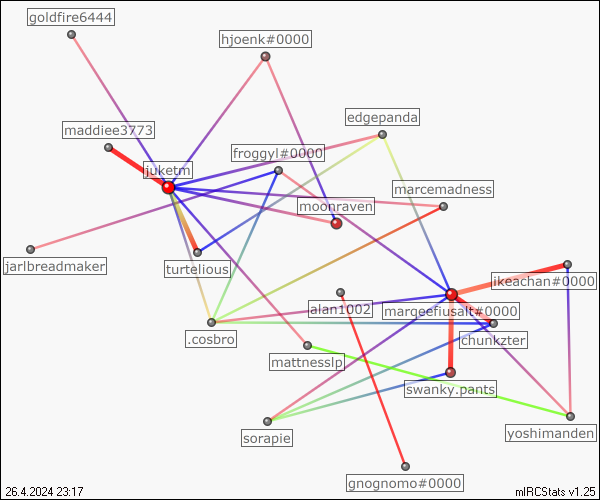 goldfire6444
hjoenk#0000
edgepanda
maddiee3773
froggyl#0000
juketm
marcemadness
moonraven
jarlbreadmaker
turtelious
ikeachan#0000
alan1002
margeefiusalt#0000
.cosbro
chunkzter
mattnesslp
swanky.pants
sorapie
yoshimanden
gnognomo#0000
26.4.2024 23:17
mIRCStats v1.25